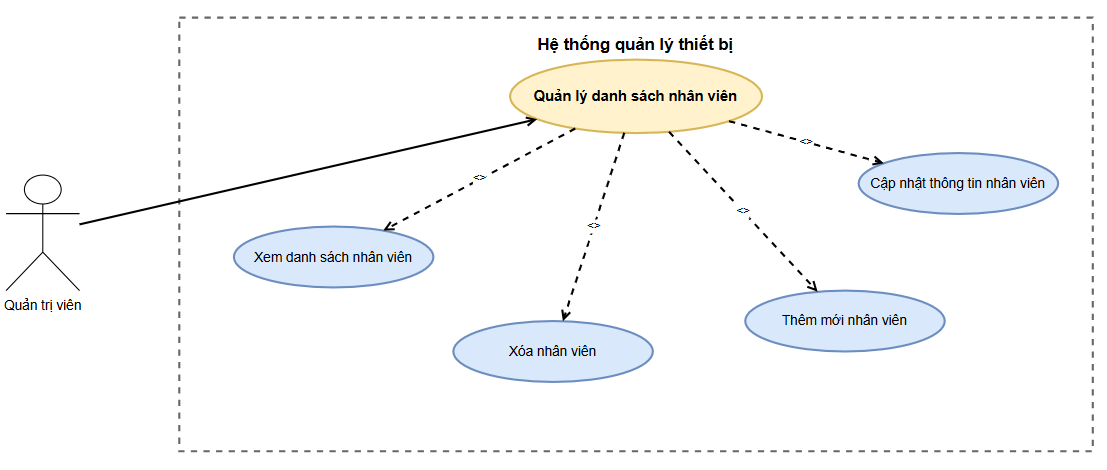 Hệ thống quản lý thiết bị
Quản lý danh sách nhân viên
<>
<>
<>
<>
Cập nhật thông tin nhân viên
Xem danh sách nhân viên
Quản trị viên
Thêm mới nhân viên
Xóa nhân viên